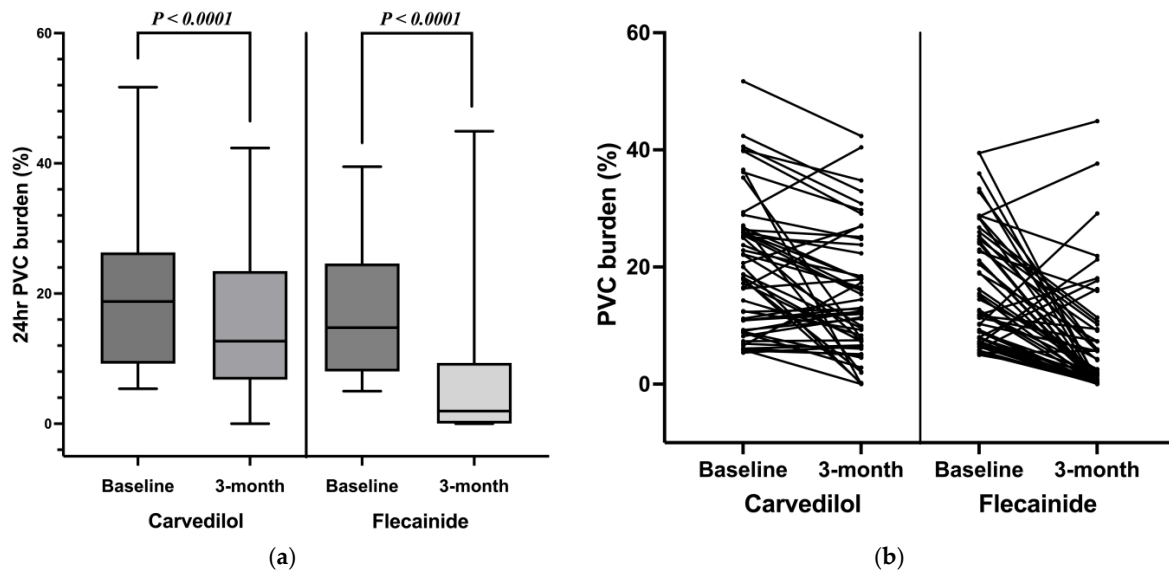 P < 0.0001
P < 0.0001
60
40
20
0
24hr PVC burden (%)
Baseline
3-month
Baseline
3-month
Carvedilol
Flecainide
(a)
60
40
20
0
PVC burden (%)
Baseline
3-month
Baseline
3-month
Carvedilol
Flecainide
(b)